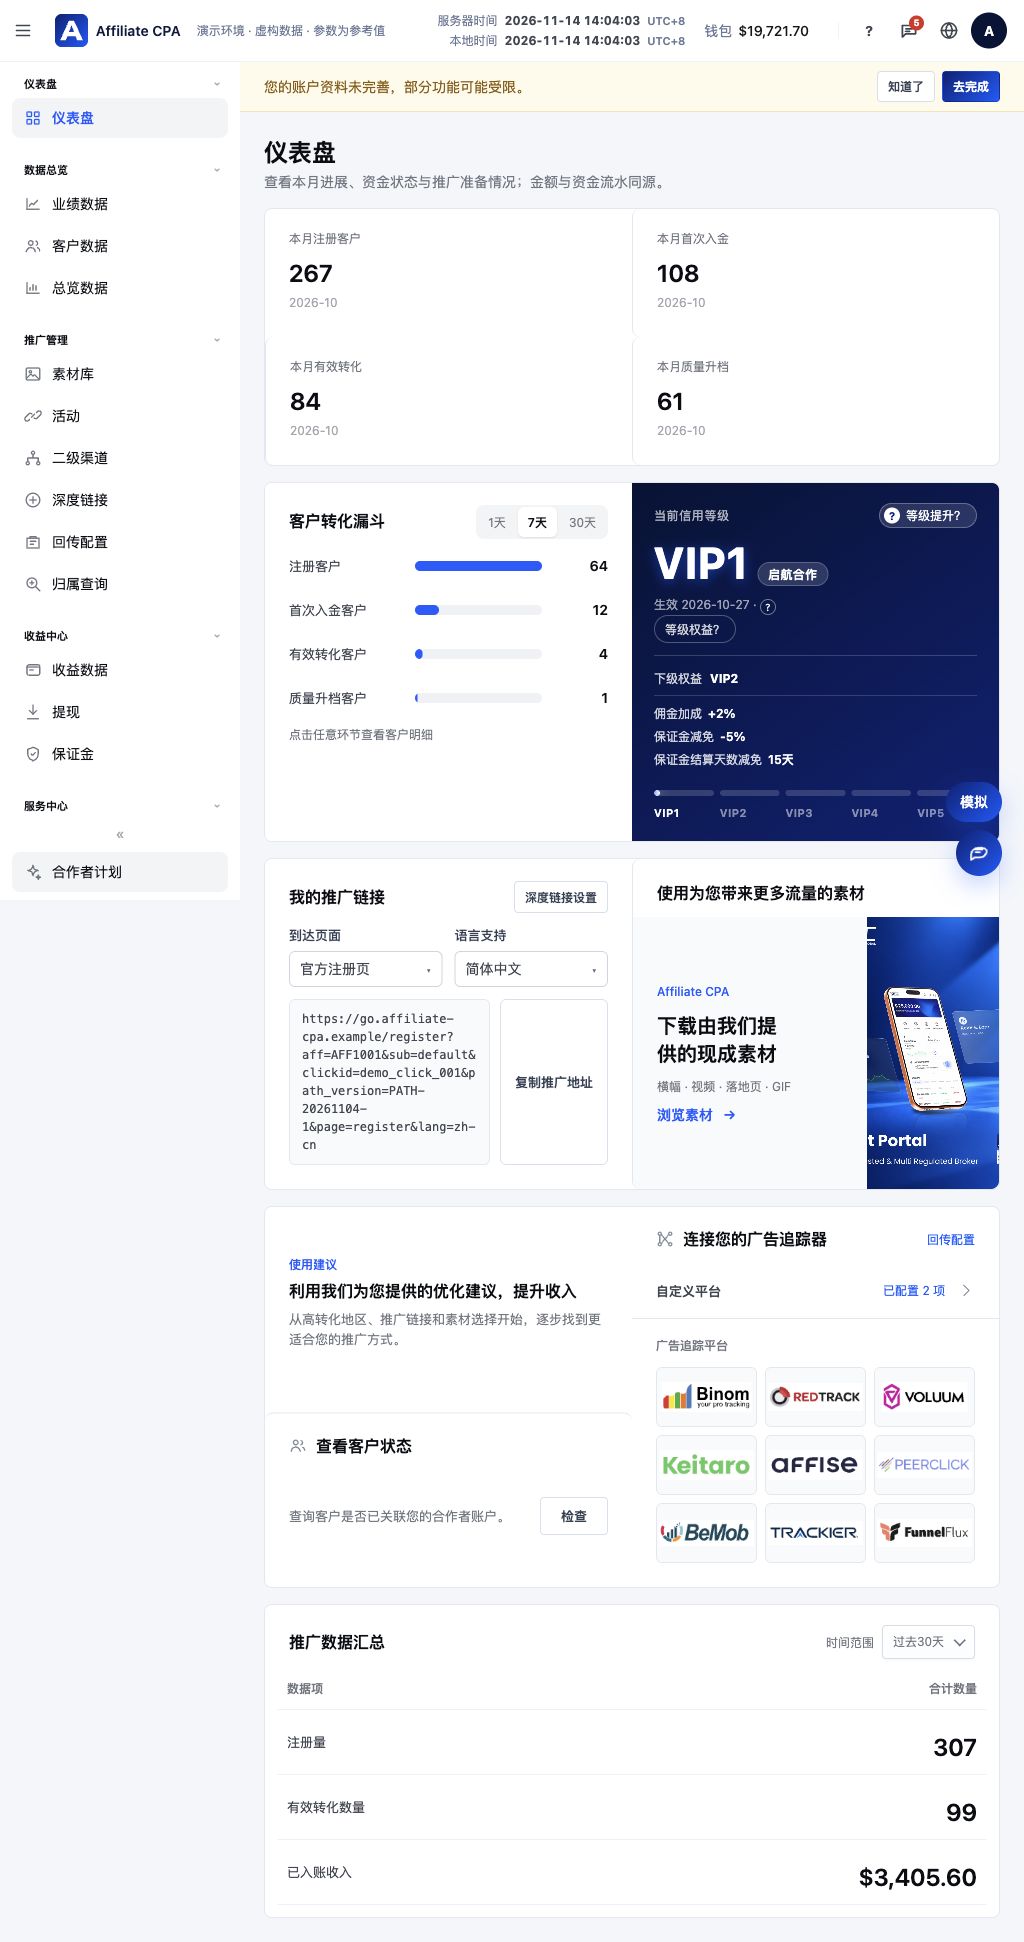 Affiliate CPA
演示环境 · 虚构数据 · 参数为参考值
服务器时间 2026-11-14 14:04:03 UTC+8
本地时间 2026-11-14 14:04:03 UTC+8
钱包 $19,721.70
?
5
A
仪表盘
仪表盘
数据总览
业绩数据
客户数据
总览数据
推广管理
素材库
活动
二级渠道
深度链接
回传配置
归属查询
收益中心
收益数据
提现
保证金
服务中心
«
合作者计划
您的账户资料未完善，部分功能可能受限。
知道了
去完成
仪表盘
查看本月进展、资金状态与推广准备情况；金额与资金流水同源。
本月注册客户
267
2026-10
本月首次入金
108
2026-10
本月有效转化
84
2026-10
本月质量升档
61
2026-10
客户转化漏斗
1天 7天 30天
注册客户 64
首次入金客户 12
有效转化客户 4
质量升档客户 1
点击任意环节查看客户明细
当前信用等级
? 等级提升?
VIP1 启航合作
生效 2026-10-27 · ?
等级权益?
下级权益 VIP2
佣金加成 +2%
保证金减免 -5%
保证金结算天数减免 15天
VIP1 VIP2 VIP3 VIP4 VIP5
模拟
我的推广链接
深度链接设置
到达页面
官方注册页
语言支持
简体中文
https://go.affiliate-
cpa.example/register?
aff=AFF1001&sub=default&
clickid=demo_click_001&p
ath_version=PATH-
20261104-
1&page=register&lang=zh-
cn
复制推广地址
使用为您带来更多流量的素材
Affiliate CPA
下载由我们提
供的现成素材
横幅 · 视频 · 落地页 · GIF
浏览素材 →
t Portal
sted & Multi Regulated Broker
使用建议
利用我们为您提供的优化建议，提升收入
从高转化地区、推广链接和素材选择开始，逐步找到更
适合您的推广方式。
查看客户状态
查询客户是否已关联您的合作者账户。
检查
连接您的广告追踪器
回传配置
自定义平台
已配置 2 项
广告追踪平台
Binom
your pro tracking
REDTRACK
VOLUUM
Keitaro
AFFISE
PEERCLICK
BeMob
TRACKIER
FunnelFlux
推广数据汇总
时间范围 过去30天
数据项 合计数量
注册量 307
有效转化数量 99
已入账收入 $3,405.60